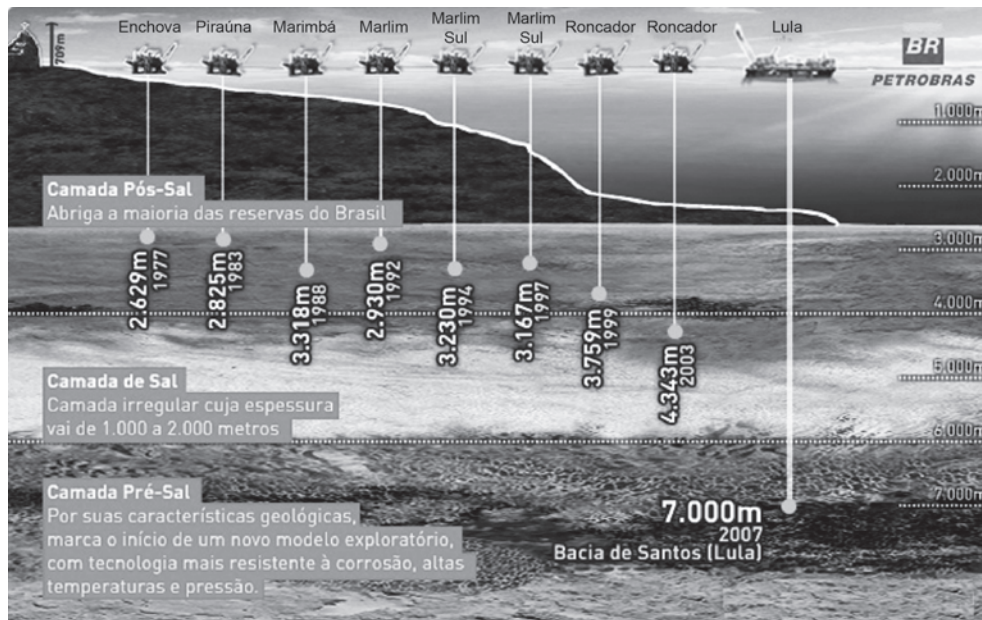 Enchova
Piraúna
Marimbá
Marlim
Marlim
Sul
Marlim
Sul
Roncador
Roncador
Lula
709m
BR
PETROBRAS
1.000m
2.000m
3.000m
4.000m
5.000m
6.000m
7.000m
Camada Pós-Sal
Abriga a maioria das reservas do Brasil
2.629m
1977
2.825m
1983
3.318m
1988
2.930m
1992
3.230m
1994
3.167m
1997
3.759m
1999
4.343m
2003
Camada de Sal
Camada irregular cuja espessura
vai de 1.000 a 2.000 metros
Camada Pré-Sal
Por suas características geológicas,
marca o início de um novo modelo exploratório,
com tecnologia mais resistente à corrosão, altas
temperaturas e pressão.
7.000m
2007
Bacia de Santos (Lula)